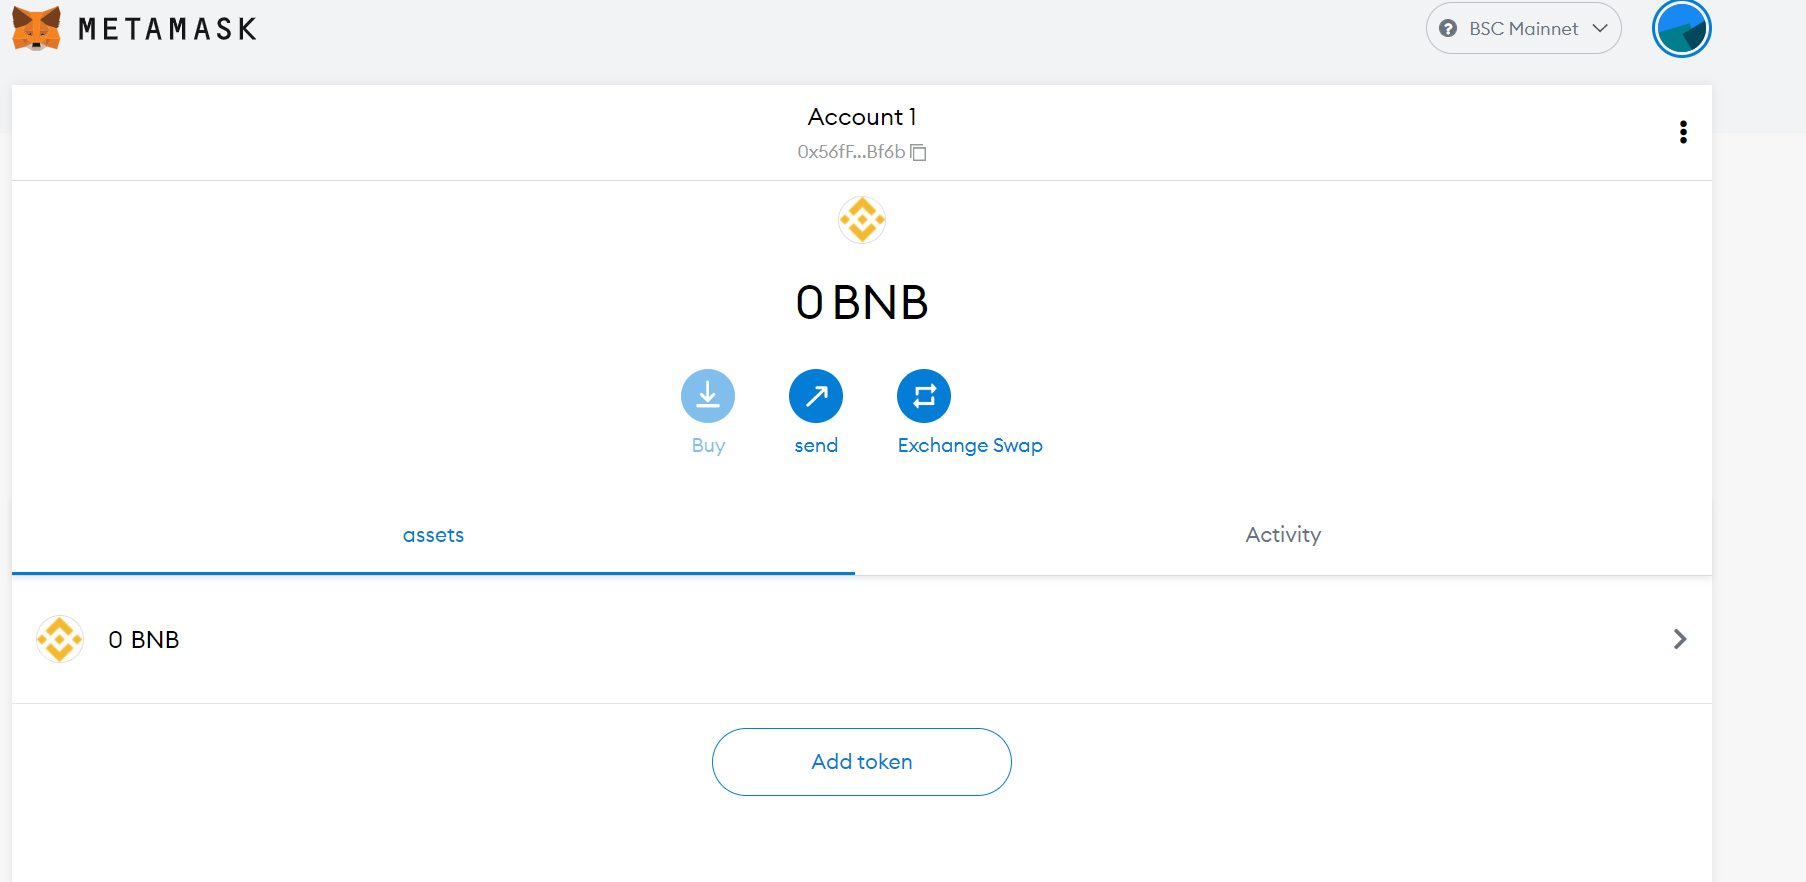 METAMASK
BSC Mainnet
Account 1
0x56fF...Bf6b
0 BNB
Buy
send
Exchange Swap
assets
Activity
0 BNB
Add token